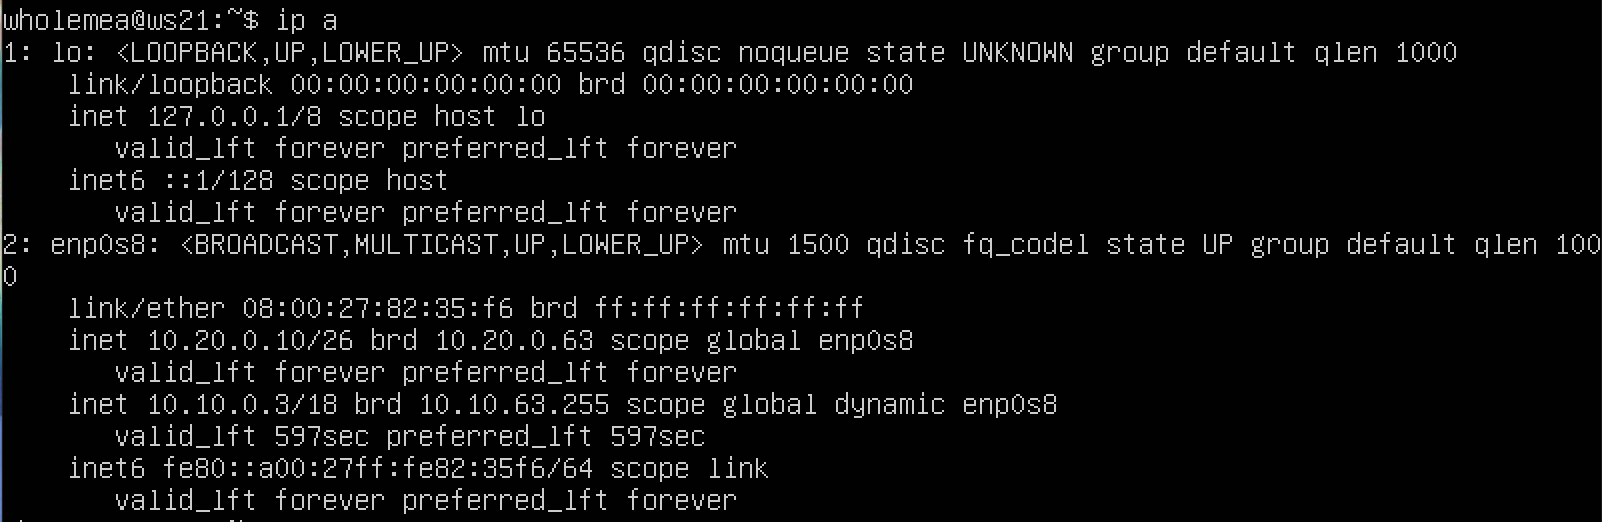 wholemea@ws21:~$ ip a
1: lo: <LOOPBACK,UP,LOWER_UP> mtu 65536 qdisc noqueue state UNKNOWN group default qlen 1000
    link/loopback 00:00:00:00:00:00 brd 00:00:00:00:00:00
    inet 127.0.0.1/8 scope host lo
       valid_lft forever preferred_lft forever
    inet6 ::1/128 scope host
       valid_lft forever preferred_lft forever
2: enp0s8: <BROADCAST,MULTICAST,UP,LOWER_UP> mtu 1500 qdisc fq_codel state UP group default qlen 100
0
    link/ether 08:00:27:82:35:f6 brd ff:ff:ff:ff:ff:ff
    inet 10.20.0.10/26 brd 10.20.0.63 scope global enp0s8
       valid_lft forever preferred_lft forever
    inet 10.10.0.3/18 brd 10.10.63.255 scope global dynamic enp0s8
       valid_lft 597sec preferred_lft 597sec
    inet6 fe80::a00:27ff:fe82:35f6/64 scope link
       valid_lft forever preferred_lft forever